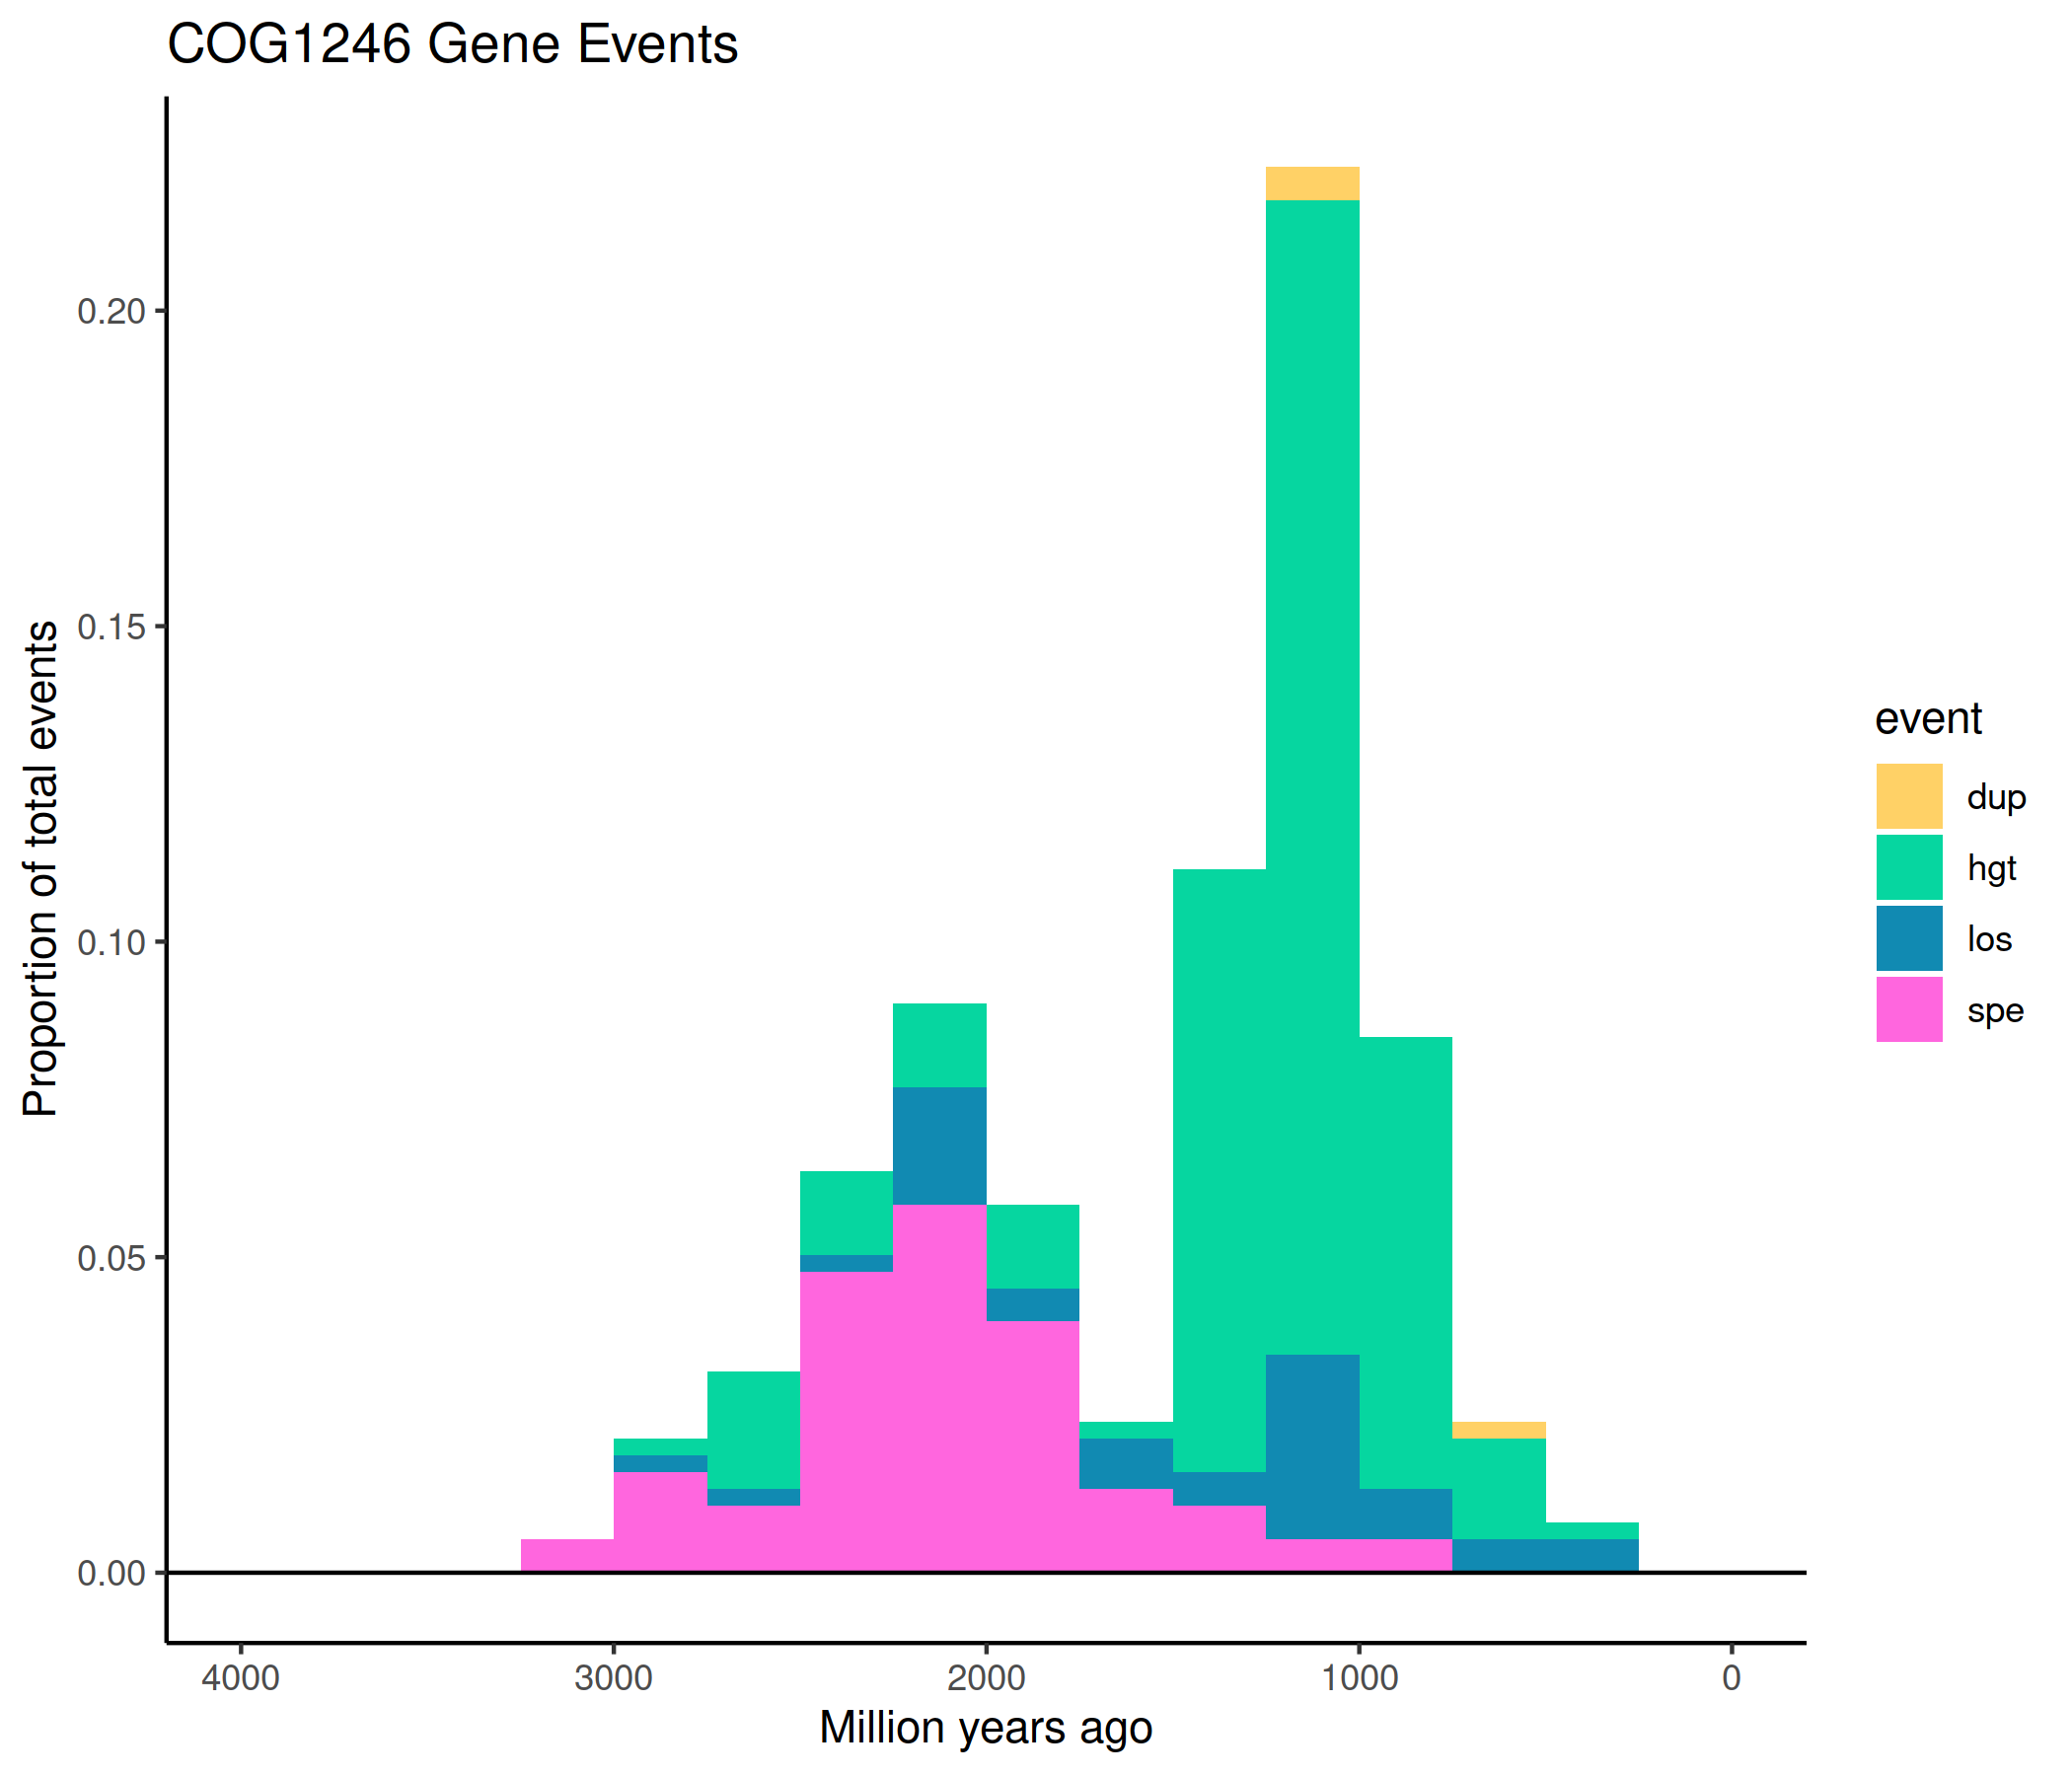 COG1246 Gene Events
Proportion of total events
0.20
0.15
0.10
0.05
0.00
4000 3000 2000 1000 0
Million years ago
event
dup
hgt
los
spe